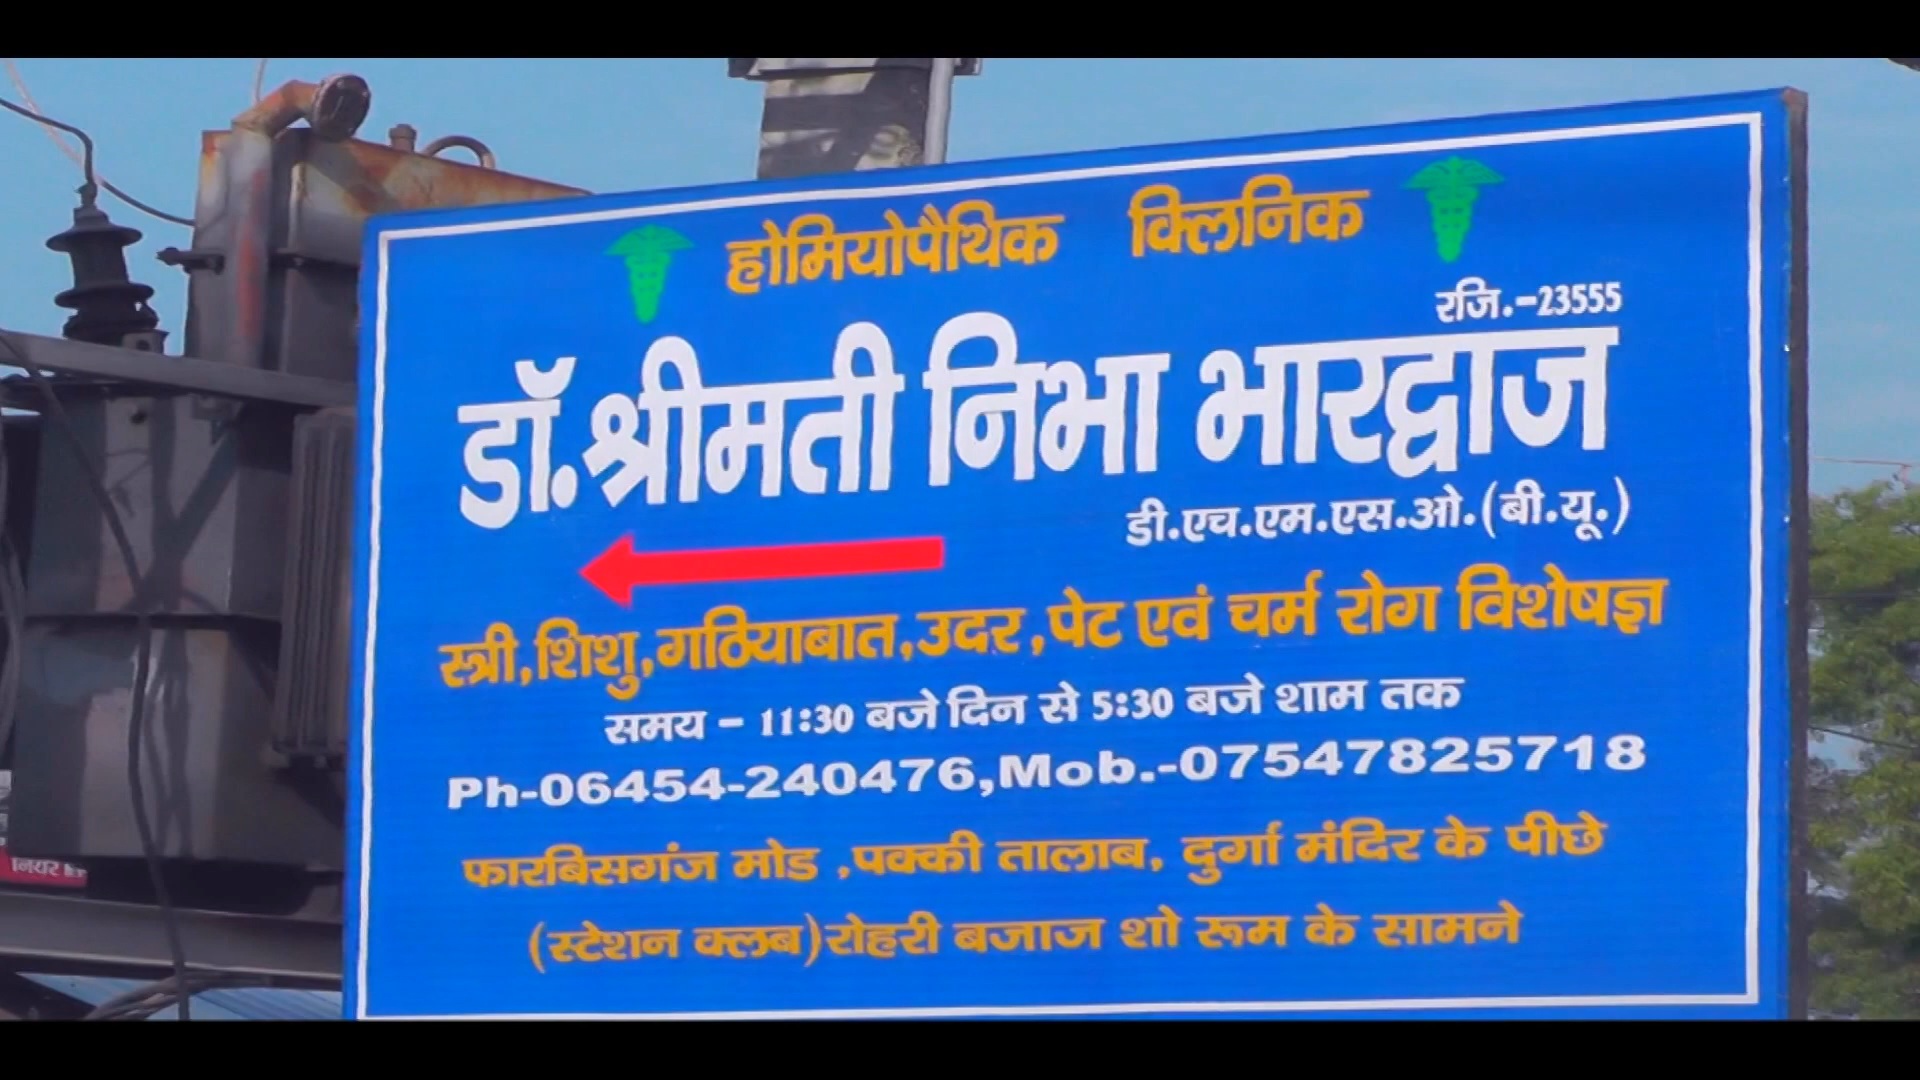 होमियोपैथिक क्लिनिक
रजि.-23555
डॉ.श्रीमती निभा भारद्वाज
डी.एच.एम.एस.ओ.(बी.यू.)
स्त्री,शिशु,गठियाबात,उदर,पेट एवं चर्म रोग विशेषज्ञ
समय - 11:30 बजे दिन से 5:30 बजे शाम तक
Ph-06454-240476,Mob.-07547825718
फारबिसगंज मोड ,पक्की तालाब, दुर्गा मंदिर के पीछे
(स्टेशन क्लब)रोहरी बजाज शो रूम के सामने